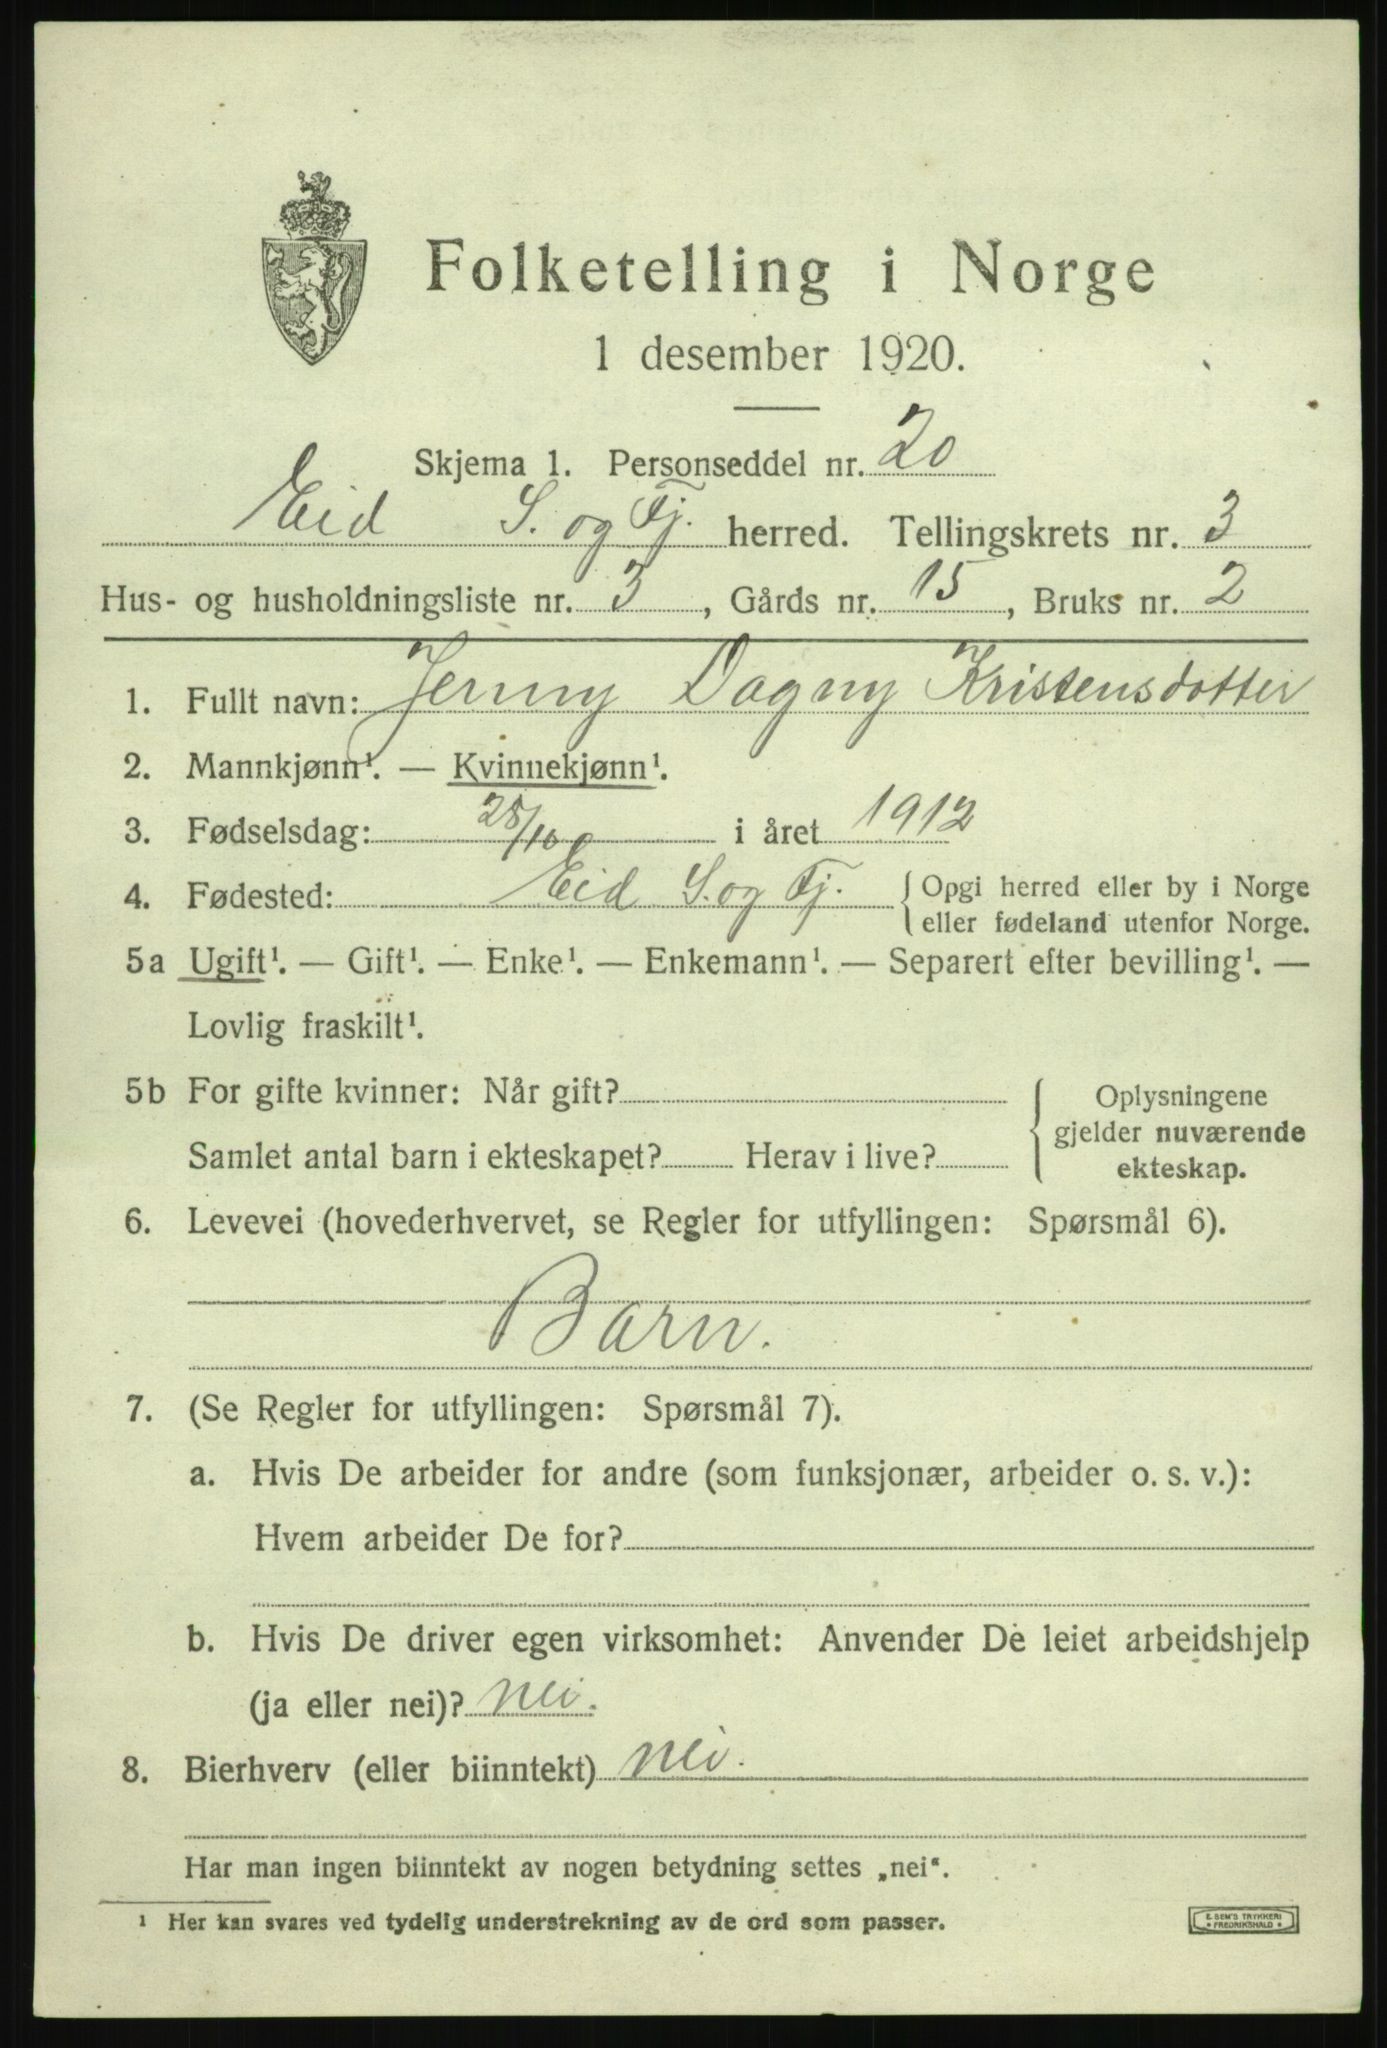 Folketelling i Norge
1 desember 1920.
Skjema 1. Personseddel nr. 20
Eid S. og Fj. herred. Tellingskrets nr. 3
Hus- og husholdningsliste nr. 3, Gårds nr. 15, Bruks nr. 2
1. Fullt navn: Jenny Dagny Kristensdotter
2. Mannkjønn¹. — Kvinnekjønn¹.
3. Fødselsdag: 28/10 i året 1912
4. Fødested: Eid S. og Fj. { Opgi herred eller by i Norge
eller fødeland utenfor Norge.
5a Ugift¹. — Gift¹. — Enke¹. — Enkemann¹. — Separert efter bevilling¹. —
Lovlig fraskilt¹.
5b For gifte kvinner: Når gift?
Samlet antal barn i ekteskapet? Herav i live?
Oplysningene
gjelder nuværende
ekteskap.
6. Levevei (hovederhvervet, se Regler for utfyllingen: Spørsmål 6).
Barn.
7. (Se Regler for utfyllingen: Spørsmål 7).
a. Hvis De arbeider for andre (som funksjonær, arbeider o. s. v.):
Hvem arbeider De for?
b. Hvis De driver egen virksomhet: Anvender De leiet arbeidshjelp
(ja eller nei)? nei.
8. Bierhverv (eller biinntekt) nei.
Har man ingen biinntekt av nogen betydning settes „nei".
¹ Her kan svares ved tydelig understrekning av de ord som passer.
E. SEM'S TRYKKERI
• FREDRIKSHALD •